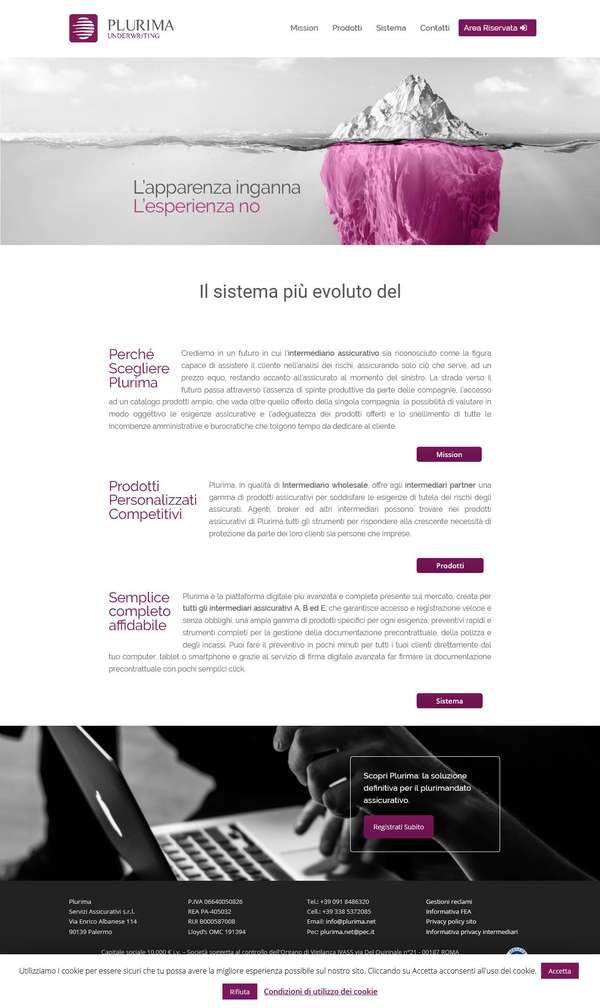 PLURIMA
UNDERWRITING
Mission Prodotti Sistema Contatti Area Riservata
L'apparenza inganna
L'esperienza no
Il sistema più evoluto del
Perché
Scegliere
Plurima
Crediamo in un futuro in cui l'intermediario assicurativo sia riconosciuto come la figura
capace di assistere il cliente nell'analisi dei rischi, assicurando solo ciò che serve, ad un
prezzo equo, restando accanto all'assicurato al momento del sinistro. La strada verso il
futuro passa attraverso l'assenza di spinte produttive da parte delle compagnie, l'accesso
ad un catalogo prodotti ampio, che vada oltre quello offerto della singola compagnia, la possibilità di valutare in
modo oggettivo le esigenze assicurative e l'adeguatezza dei prodotti offerti e lo snellimento di tutte le
incombenze amministrative e burocratiche che tolgono tempo da dedicare al cliente.
Mission
Prodotti
Personalizzati
Competitivi
Plurima, in qualità di Intermediario wholesale, offre agli intermediari partner una
gamma di prodotti assicurativi per soddisfare le esigenze di tutela dei rischi degli
assicurati. Agenti, broker ed altri intermediari possono trovare nei prodotti
assicurativi di Plurima tutti gli strumenti per rispondere alla crescente necessità di
protezione da parte dei loro clienti sia persone che imprese.
Prodotti
Semplice
completo
affidabile
Plurima è la piattaforma digitale più avanzata e completa presente sul mercato, creata per
tutti gli intermediari assicurativi A, B ed E, che garantisce accesso e registrazione veloce e
senza obblighi, una ampia gamma di prodotti specifici per ogni esigenza, preventivi rapidi e
strumenti completi per la gestione della documentazione precontrattuale, della polizza e
degli incassi. Puoi fare il preventivo in pochi minuti per tutti i tuoi clienti direttamente dal
tuo computer, tablet o smartphone e grazie al servizio di firma digitale avanzata far firmare la documentazione
precontrattuale con pochi semplici click.
Sistema
Scopri Plurima: la soluzione
definitiva per il plurimandato
assicurativo.
Registrati Subito
Plurima
Servizi Assicurativi s.r.l.
Via Enrico Albanese 114
90139 Palermo
P.IVA 06640050826
REA PA-405032
RUI B000587008
Lloyd's OMC 191394
Tel.: +39 091 8486320
Cell.: +39 338 5372085
Email: info@plurima.net
Pec: plurima.net@pec.it
Gestioni reclami
Informativa FEA
Privacy policy sito
Informativa privacy intermediari
Capitale sociale 10.000 € i.v. – Società soggetta al controllo dell'Organo di Vigilanza IVASS via Del Quirinale n°21 - 00187 ROMA
Utilizziamo i cookie per essere sicuri che tu possa avere la migliore esperienza possibile sul nostro sito. Cliccando su Accetta acconsenti all'uso dei cookie. Accetta
Rifiuta Condizioni di utilizzo dei cookie